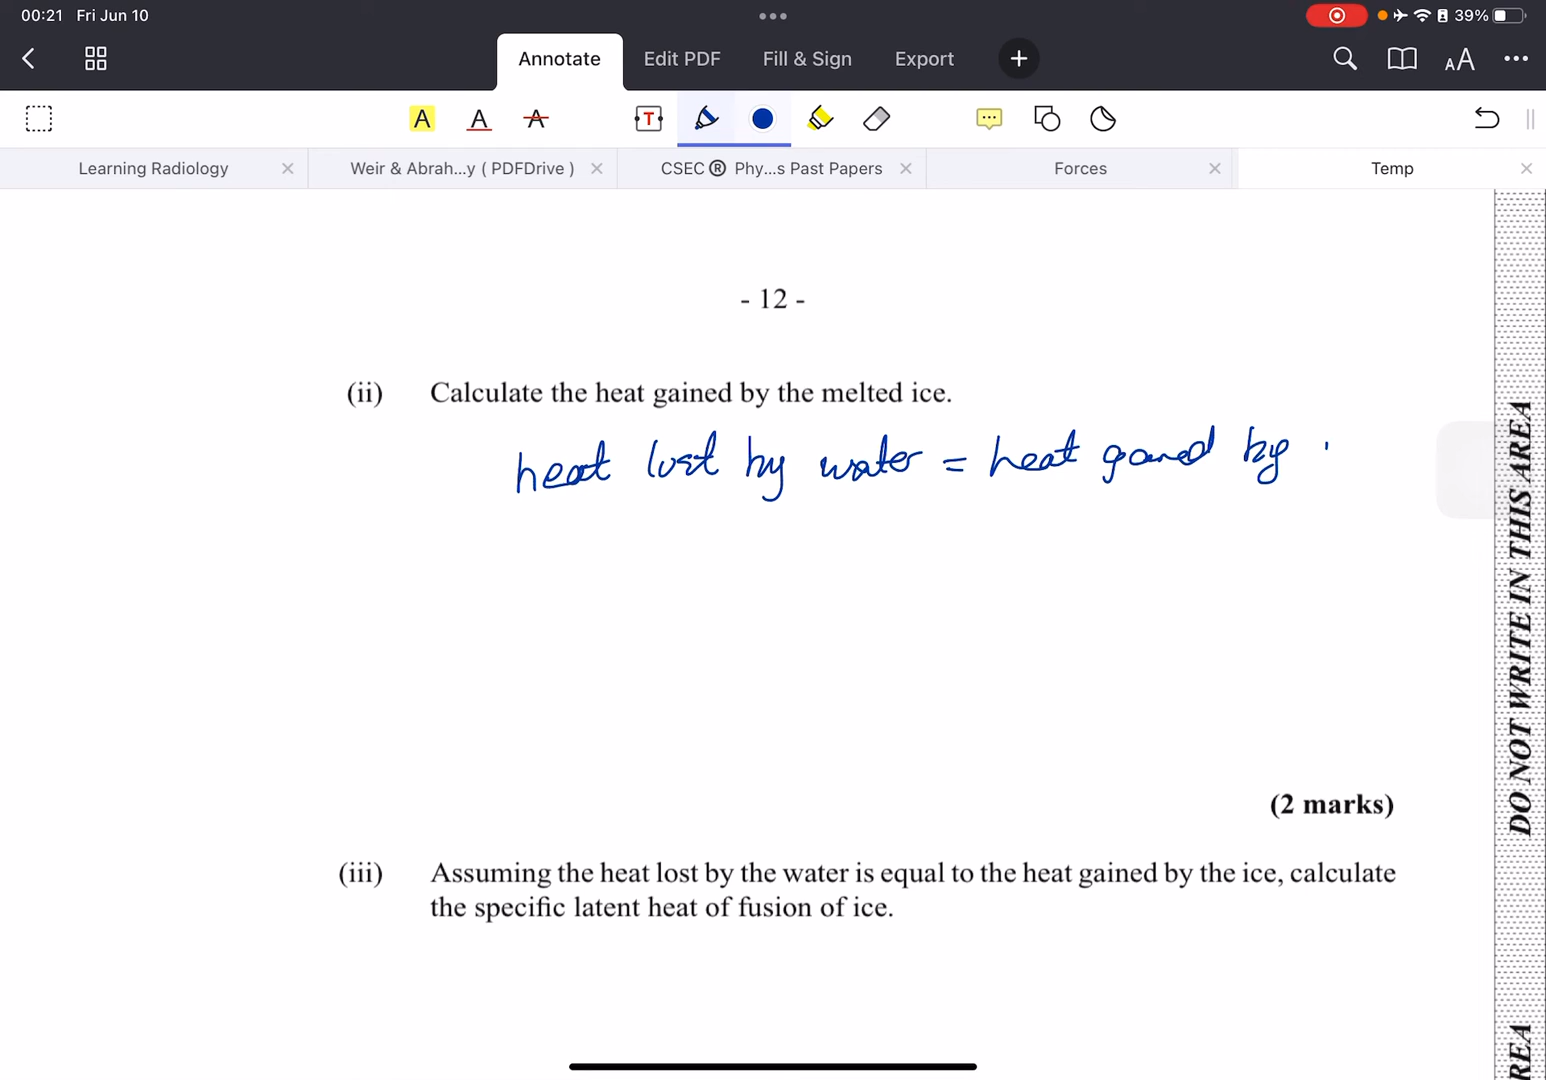 00:21 Fri Jun 10
39%
Annotate Edit PDF Fill & Sign Export
AA
A A A T
Learning Radiology Weir & Abrah...y ( PDFDrive ) CSEC ® Phy...s Past Papers Forces Temp
- 12 -
(ii) Calculate the heat gained by the melted ice.
heat lost by water = heat gained by
(2 marks)
(iii) Assuming the heat lost by the water is equal to the heat gained by the ice, calculate
the specific latent heat of fusion of ice.
DO NOT WRITE IN THIS AREA
REA